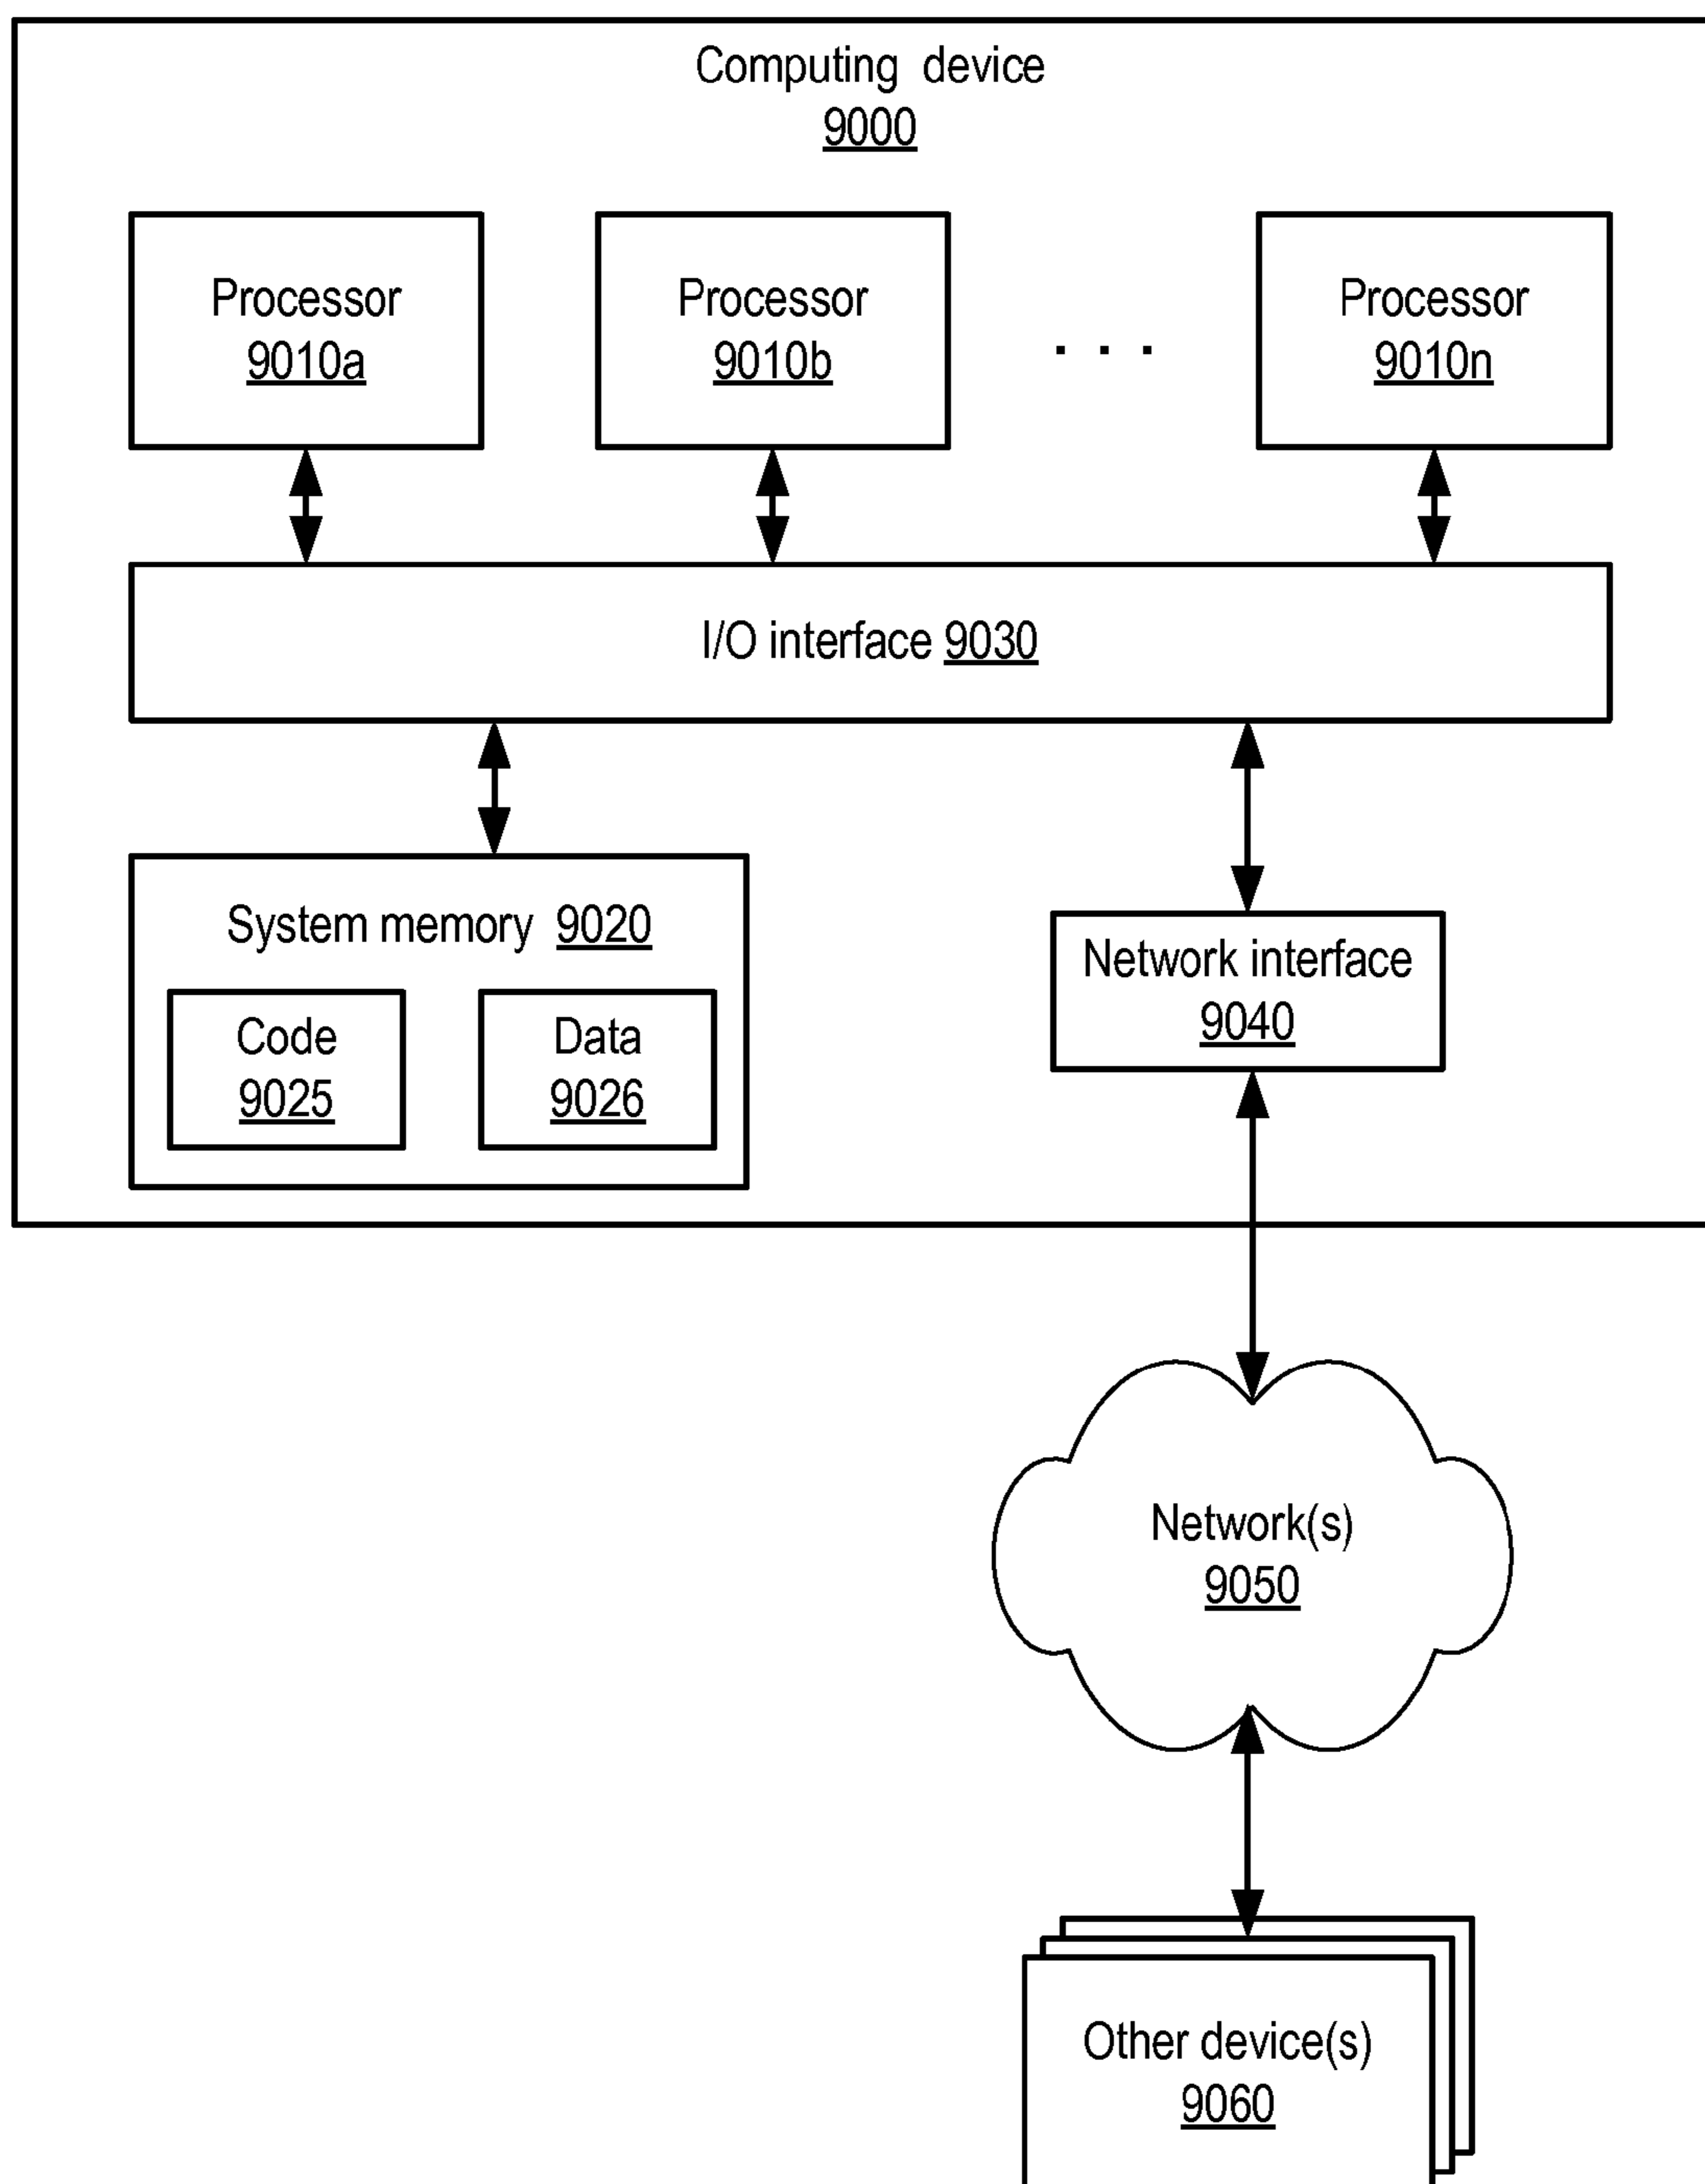 Computing device
9000
Processor
9010a
Processor
9010b
. . .
Processor
9010n
I/O interface 9030
System memory 9020
Code
9025
Data
9026
Network interface
9040
Network(s)
9050
Other device(s)
9060